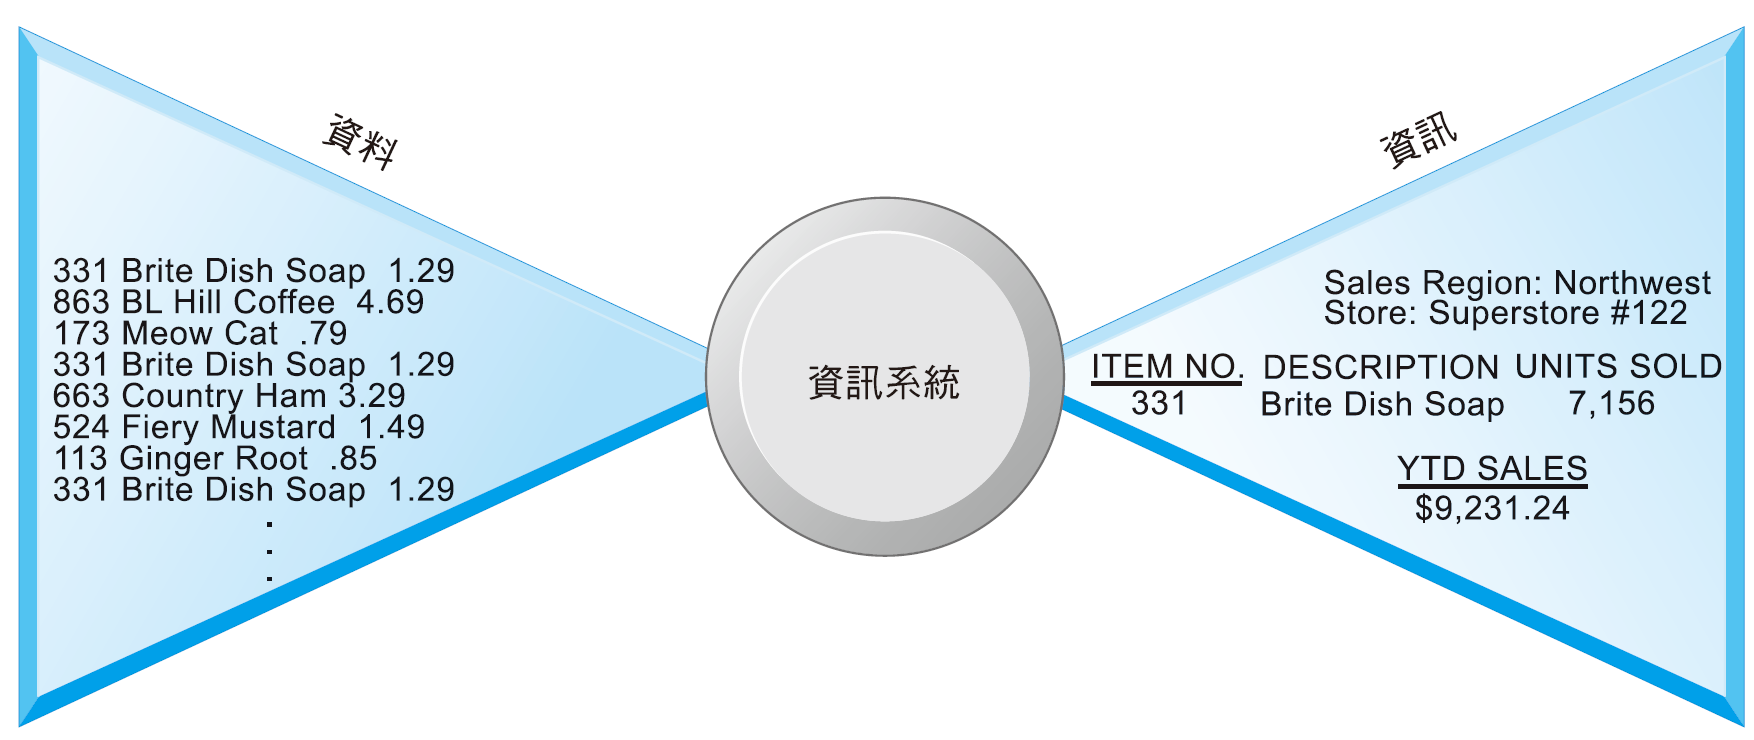 資料
331 Brite Dish Soap 1.29
863 BL Hill Coffee 4.69
173 Meow Cat .79
331 Brite Dish Soap 1.29
663 Country Ham 3.29
524 Fiery Mustard 1.49
113 Ginger Root .85
331 Brite Dish Soap 1.29
.
.
.
資訊系統
資訊
Sales Region: Northwest
Store: Superstore #122
ITEM NO. DESCRIPTION UNITS SOLD
331 Brite Dish Soap 7,156
YTD SALES
$9,231.24